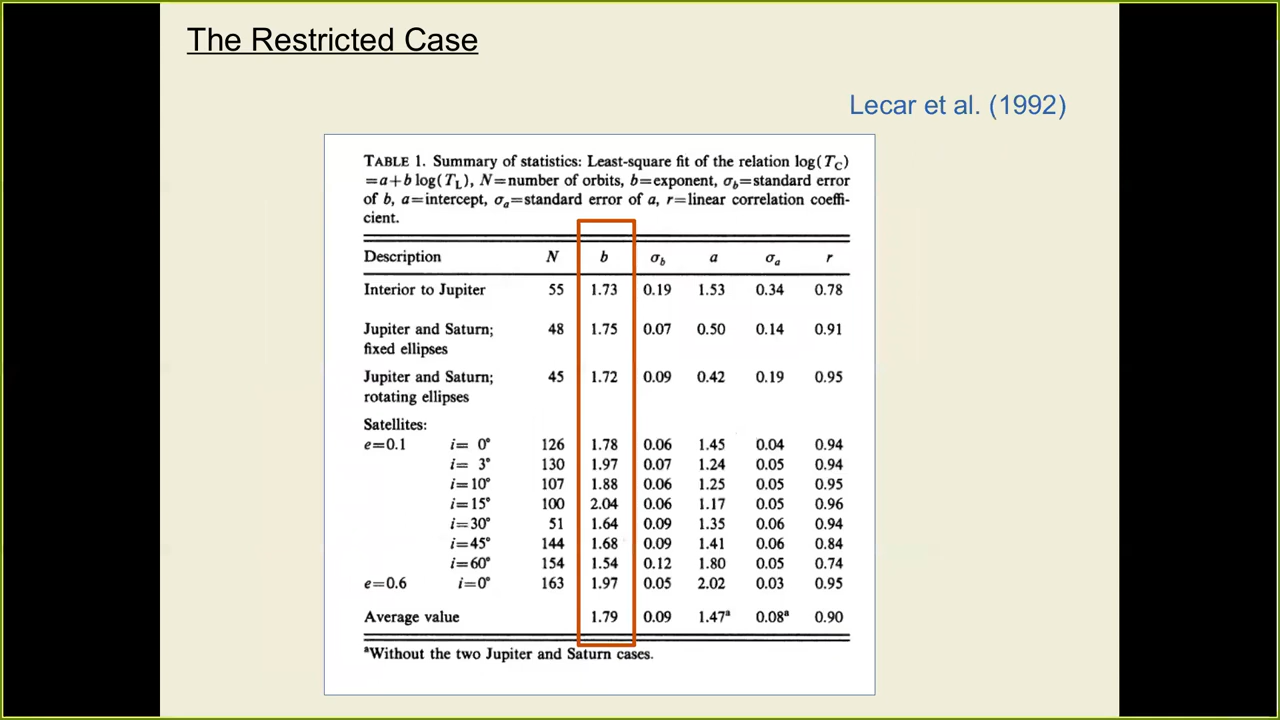 The Restricted Case
Lecar et al. (1992)
TABLE 1. Summary of statistics: Least-square fit of the relation log(T_C)
=a+b log(T_L), N=number of orbits, b=exponent, σ_b=standard error
of b, a=intercept, σ_a=standard error of a, r=linear correlation coeffi-
cient.
Description N b σ_b a σ_a r
Interior to Jupiter 55 1.73 0.19 1.53 0.34 0.78
Jupiter and Saturn; 48 1.75 0.07 0.50 0.14 0.91
fixed ellipses
Jupiter and Saturn; 45 1.72 0.09 0.42 0.19 0.95
rotating ellipses
Satellites:
e=0.1 i= 0° 126 1.78 0.06 1.45 0.04 0.94
i= 3° 130 1.97 0.07 1.24 0.05 0.94
i=10° 107 1.88 0.06 1.25 0.05 0.95
i=15° 100 2.04 0.06 1.17 0.05 0.96
i=30° 51 1.64 0.09 1.35 0.06 0.94
i=45° 144 1.68 0.09 1.41 0.06 0.84
i=60° 154 1.54 0.12 1.80 0.05 0.74
e=0.6 i=0° 163 1.97 0.05 2.02 0.03 0.95
Average value 1.79 0.09 1.47ᵃ 0.08ᵃ 0.90
ᵃWithout the two Jupiter and Saturn cases.